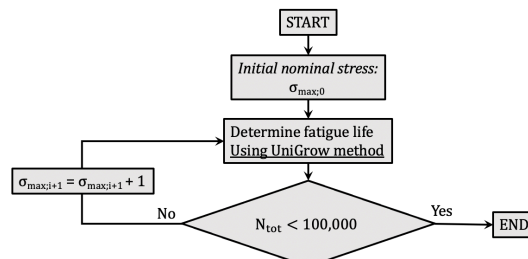 START
Initial nominal stress:
σmax;0
Determine fatigue life
Using UniGrow method
σmax;i+1 = σmax;i+1 + 1
No
Ntot < 100,000
Yes
END